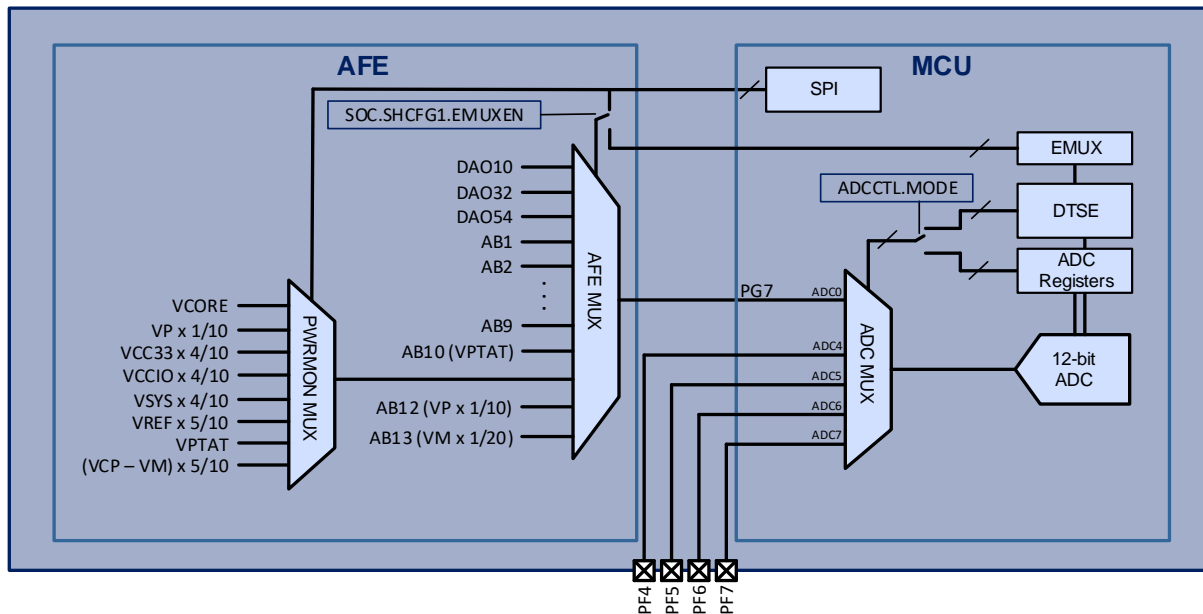 AFE
MCU
SPI
SOC.SHCFG1.EMUXEN
EMUX
DAO10
DAO32
DAO54
AB1
AB2
AB9
AB10 (VPTAT)
AB12 (VP x 1/10)
AB13 (VM x 1/20)
AFE MUX
ADCCTL.MODE
DTSE
ADC
Registers
VCORE
VP x 1/10
VCC33 x 4/10
VCCIO x 4/10
VSYS x 4/10
VREF x 5/10
VPTAT
(VCP – VM) x 5/10
PWRMON MUX
PG7
ADC0
ADC4
ADC5
ADC6
ADC7
ADC MUX
12-bit
ADC
PF4
PF5
PF6
PF7